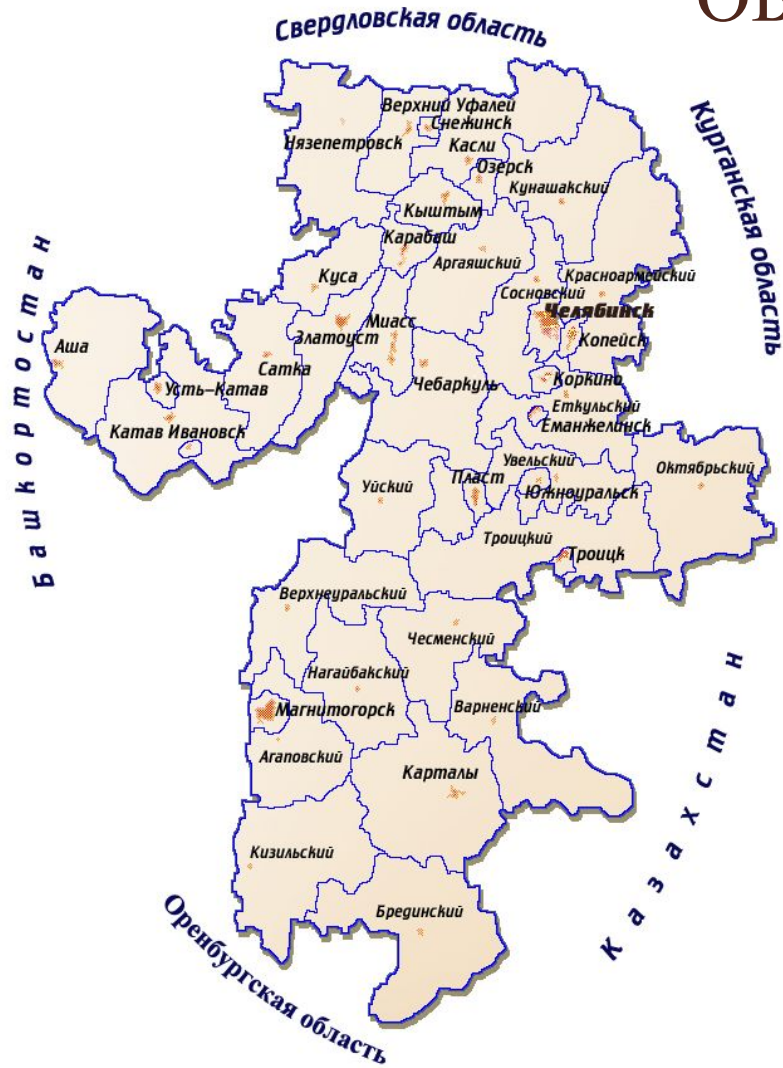 ОВ
Свердловская область
Курганская область
Башкортостан
Казахстан
Оренбургская область
Верхний Уфалей
Нязепетровск
Снежинск
Касли
Озерск
Кунашакский
Кыштым
Карабаш
Аргаяшский
Куса
Сосновский
Красноармейский
Челябинск
Златоуст
Миасс
Копейск
Аша
Сатка
Чебаркуль
Коркино
Усть-Катав
Еткульский
Еманжелинск
Катав Ивановск
Увельский
Октябрьский
Уйский
Пласт
Южноуральск
Троицкий
Троицк
Верхнеуральский
Чесменский
Нагайбакский
Магнитогорск
Варненский
Агаповский
Карталы
Кизильский
Брединский